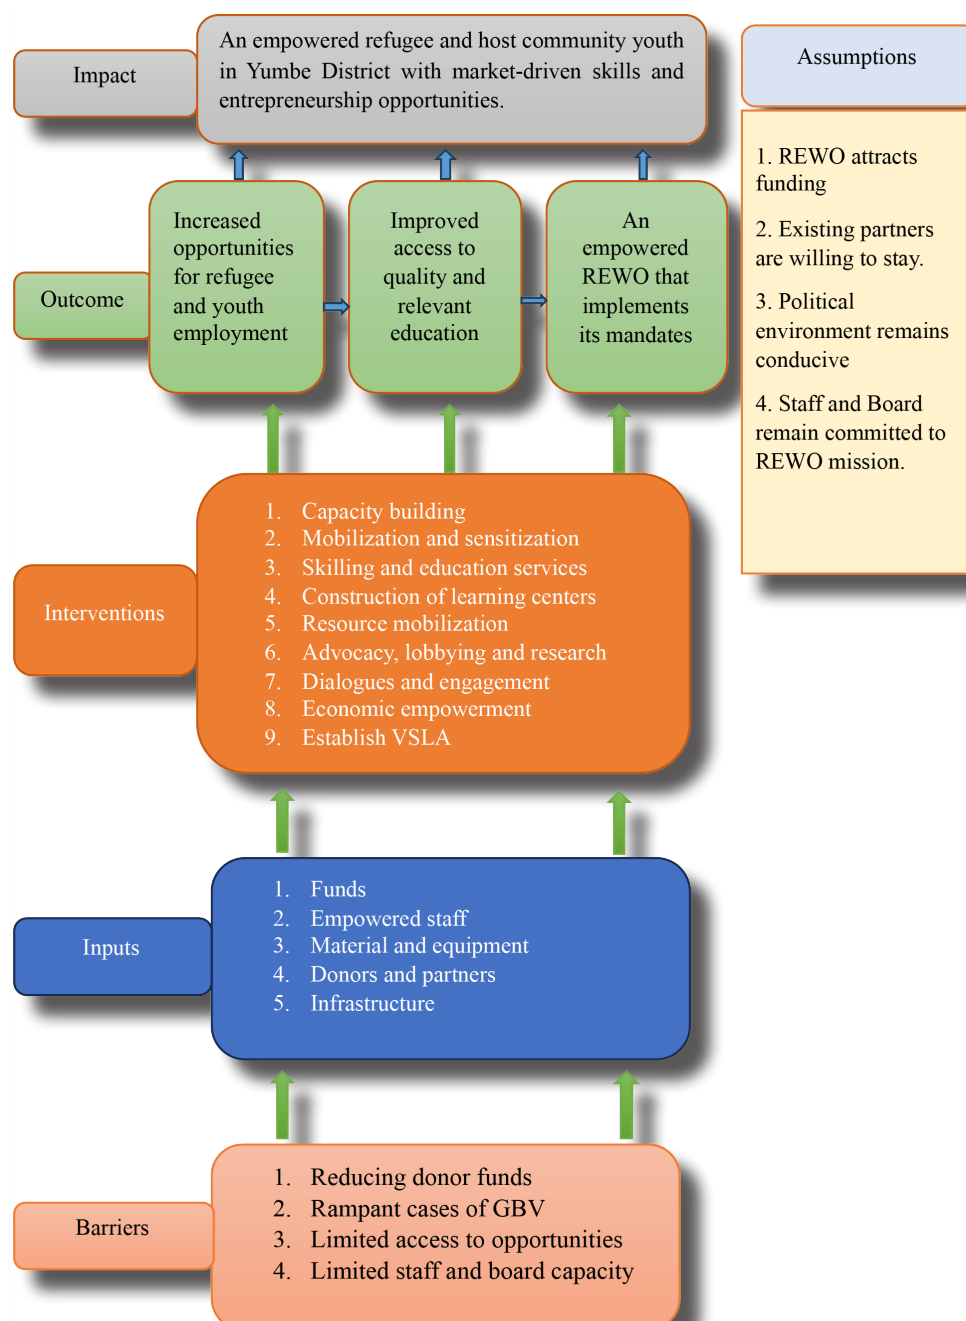 Impact
An empowered refugee and host community youth
in Yumbe District with market-driven skills and
entrepreneurship opportunities.
Assumptions
1. REWO attracts
funding
2. Existing partners
are willing to stay.
3. Political
environment remains
conducive
4. Staff and Board
remain committed to
REWO mission.
Outcome
Increased
opportunities
for refugee
and youth
employment
Improved
access to
quality and
relevant
education
An
empowered
REWO that
implements
its mandates
Interventions
1. Capacity building
2. Mobilization and sensitization
3. Skilling and education services
4. Construction of learning centers
5. Resource mobilization
6. Advocacy, lobbying and research
7. Dialogues and engagement
8. Economic empowerment
9. Establish VSLA
Inputs
1. Funds
2. Empowered staff
3. Material and equipment
4. Donors and partners
5. Infrastructure
Barriers
1. Reducing donor funds
2. Rampant cases of GBV
3. Limited access to opportunities
4. Limited staff and board capacity